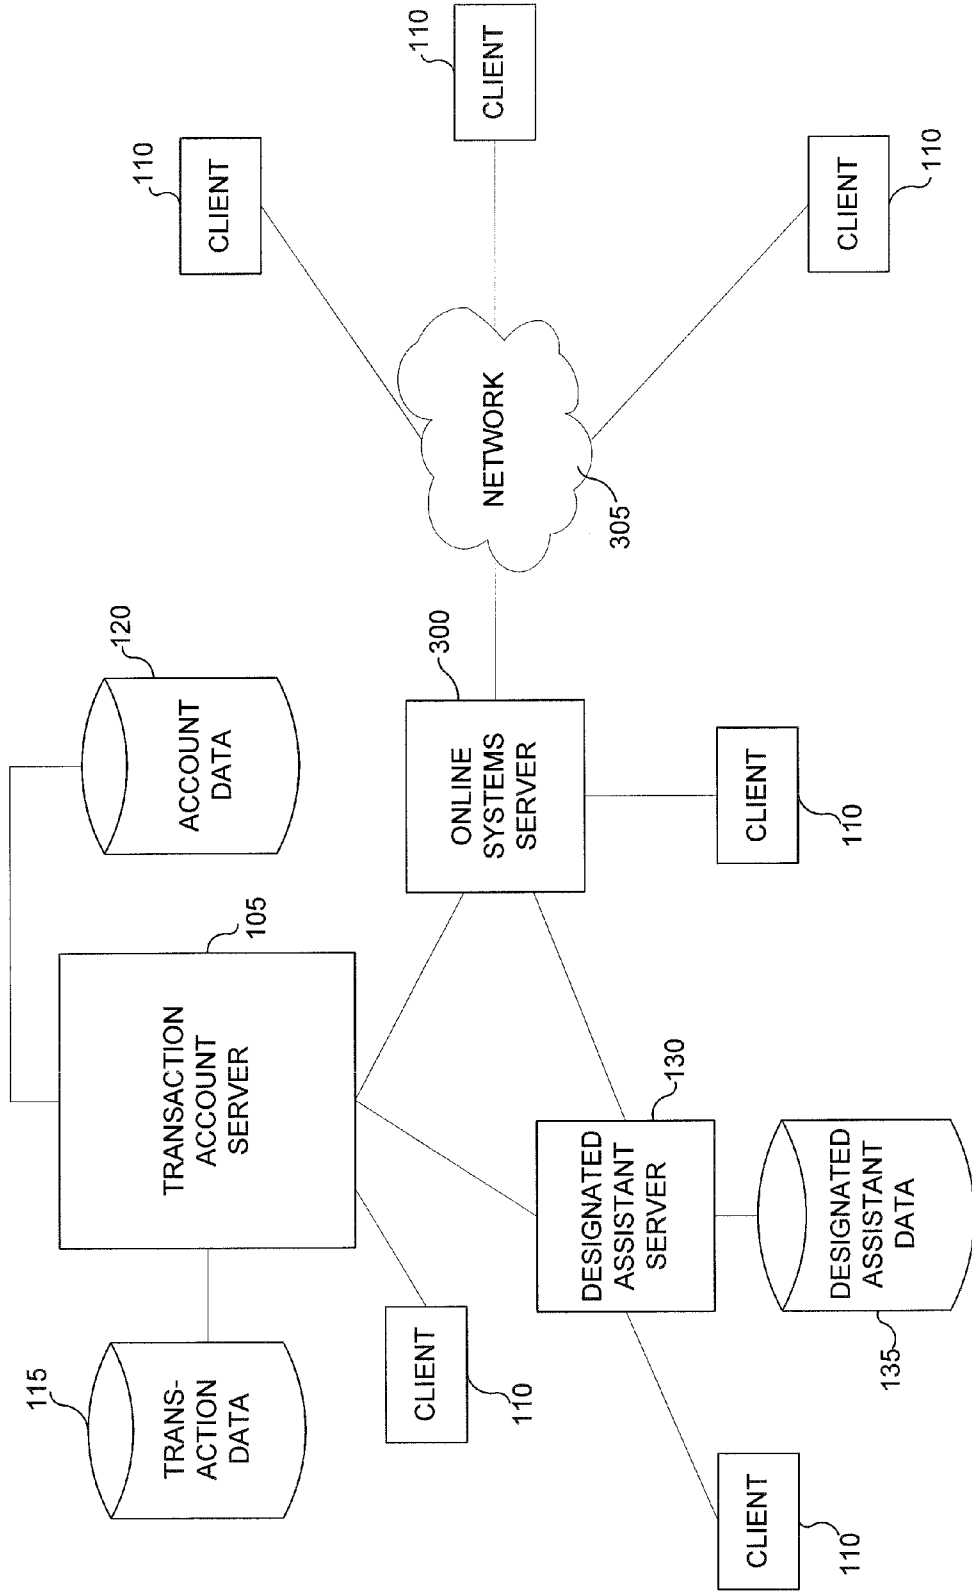 115
TRANS-
ACTION
DATA
TRANSACTION
ACCOUNT
SERVER
105
ACCOUNT
DATA
120
CLIENT
110
CLIENT
110
DESIGNATED
ASSISTANT
SERVER
130
DESIGNATED
ASSISTANT
DATA
135
ONLINE
SYSTEMS
SERVER
300
CLIENT
110
NETWORK
305
CLIENT
110
CLIENT
110
CLIENT
110